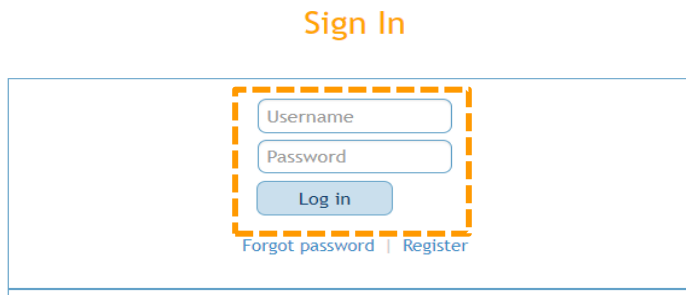 Sign In
Username
Password
Log in
Forgot password | Register